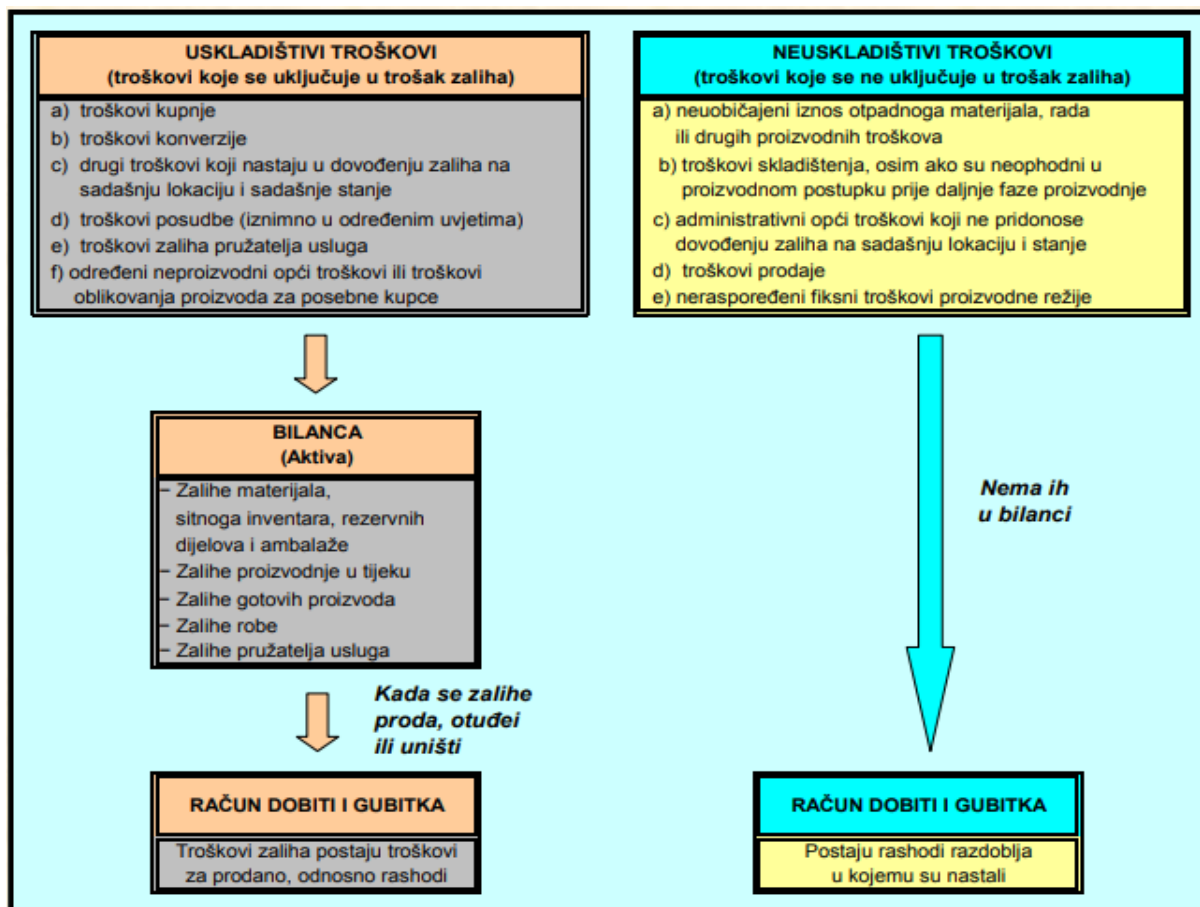 USKLADIŠTIVI TROŠKOVI
(troškovi koje se uključuje u trošak zaliha)
a) troškovi kupnje
b) troškovi konverzije
c) drugi troškovi koji nastaju u dovođenju zaliha na
sadašnju lokaciju i sadašnje stanje
d) troškovi posudbe (iznimno u određenim uvjetima)
e) troškovi zaliha pružatelja usluga
f) određeni neproizvodni opći troškovi ili troškovi
oblikovanja proizvoda za posebne kupce
BILANCA
(Aktiva)
− Zalihe materijala,
sitnoga inventara, rezervnih
dijelova i ambalaže
− Zalihe proizvodnje u tijeku
− Zalihe gotovih proizvoda
− Zalihe robe
− Zalihe pružatelja usluga
Kada se zalihe
proda, otuđei
ili uništi
RAČUN DOBITI I GUBITKA
Troškovi zaliha postaju troškovi
za prodano, odnosno rashodi
NEUSKLADIŠTIVI TROŠKOVI
(troškovi koje se ne uključuje u trošak zaliha)
a) neuobičajeni iznos otpadnoga materijala, rada
ili drugih proizvodnih troškova
b) troškovi skladištenja, osim ako su neophodni u
proizvodnom postupku prije daljnje faze proizvodnje
c) administrativni opći troškovi koji ne pridonose
dovođenju zaliha na sadašnju lokaciju i stanje
d) troškovi prodaje
e) neraspoređeni fiksni troškovi proizvodne režije
Nema ih
u bilanci
RAČUN DOBITI I GUBITKA
Postaju rashodi razdoblja
u kojemu su nastali